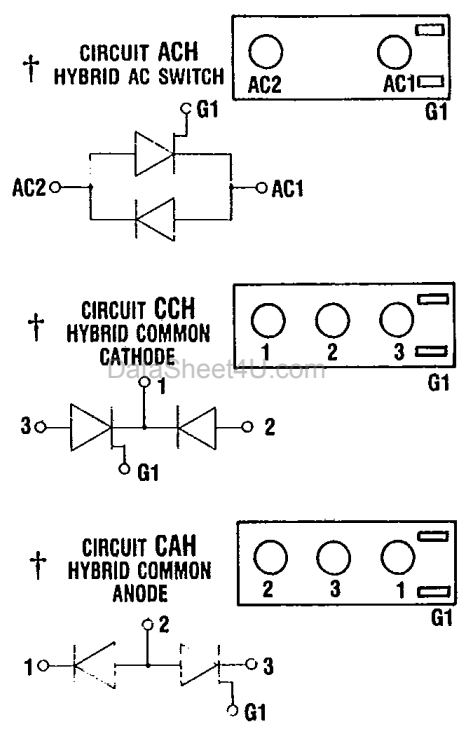 † CIRCUIT ACH
HYBRID AC SWITCH
AC2 AC1
G1
G1
AC2 AC1
† CIRCUIT CCH
HYBRID COMMON
CATHODE
1 2 3
G1
DataSheet4U.com
1
3 2
G1
† CIRCUIT CAH
HYBRID COMMON
ANODE
2 3 1
G1
2
1 3
G1